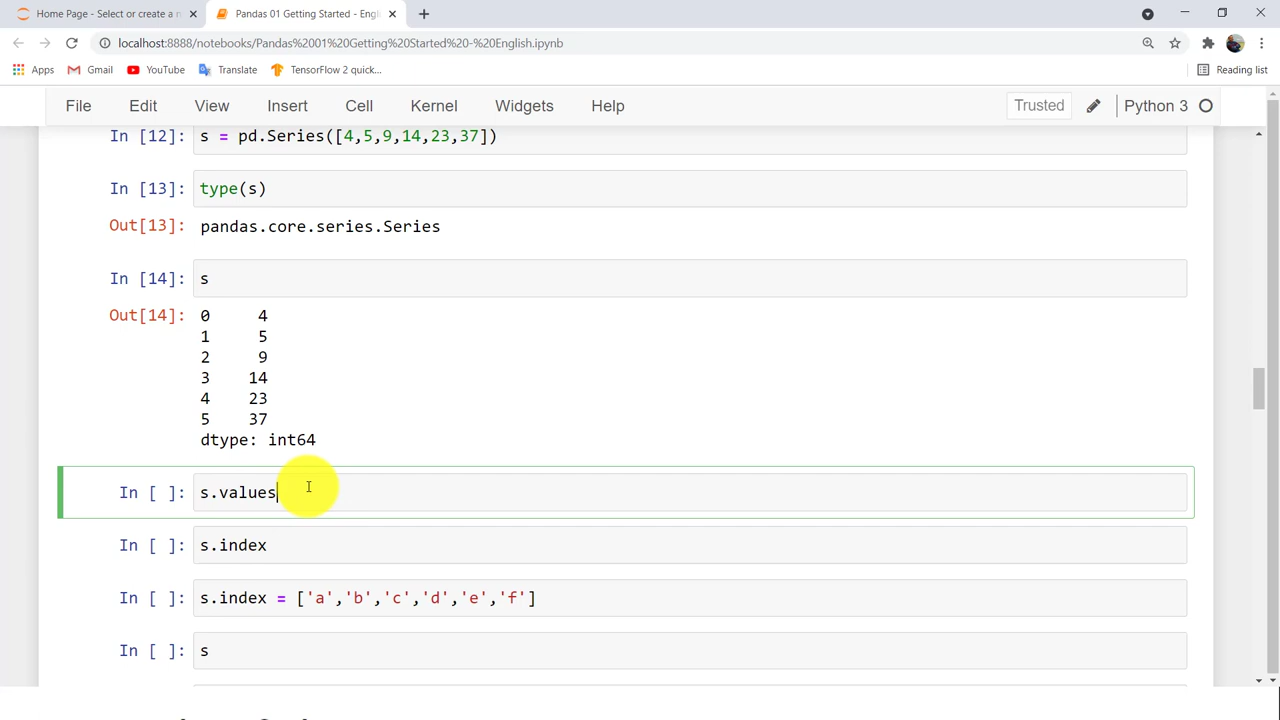 Home Page - Select or create a n
Pandas 01 Getting Started - Engl
localhost:8888/notebooks/Pandas%2001%20Getting%20Started%20-%20English.ipynb
Apps Gmail YouTube Translate TensorFlow 2 quick... Reading list
File Edit View Insert Cell Kernel Widgets Help Trusted Python 3
In [12]: s = pd.Series([4,5,9,14,23,37])
In [13]: type(s)
Out[13]: pandas.core.series.Series
In [14]: s
Out[14]: 0 4
1 5
2 9
3 14
4 23
5 37
dtype: int64
In [ ]: s.values
In [ ]: s.index
In [ ]: s.index = ['a','b','c','d','e','f']
In [ ]: s